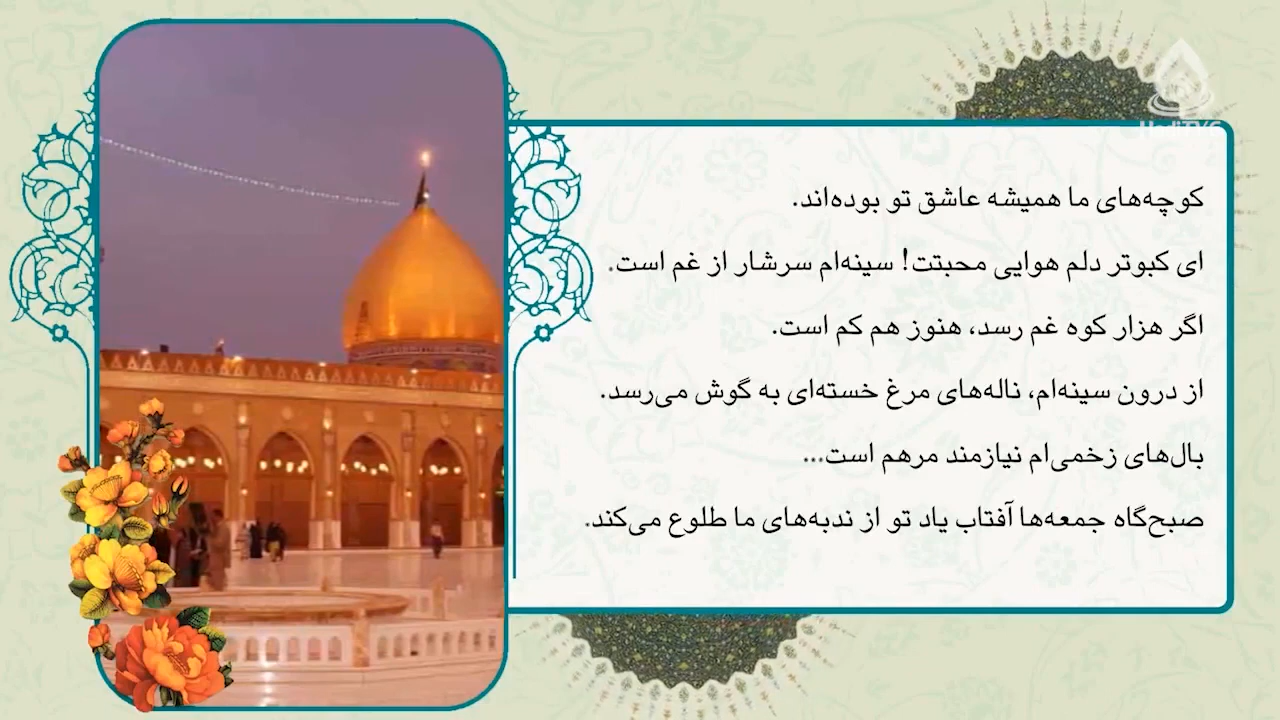 HadiTV6
کوچه‌های ما همیشه عاشق تو بوده‌اند.
ای کبوتر دلم هوایی محبتت! سینه‌ام سرشار از غم است.
اگر هزار کوه غم رسد، هنوز هم کم است.
از درون سینه‌ام، ناله‌های مرغ خسته‌ای به گوش می‌رسد.
بال‌های زخمی‌ام نیازمند مرهم است...
صبح‌گاه جمعه‌ها آفتاب یاد تو از ندبه‌های ما طلوع می‌کند.